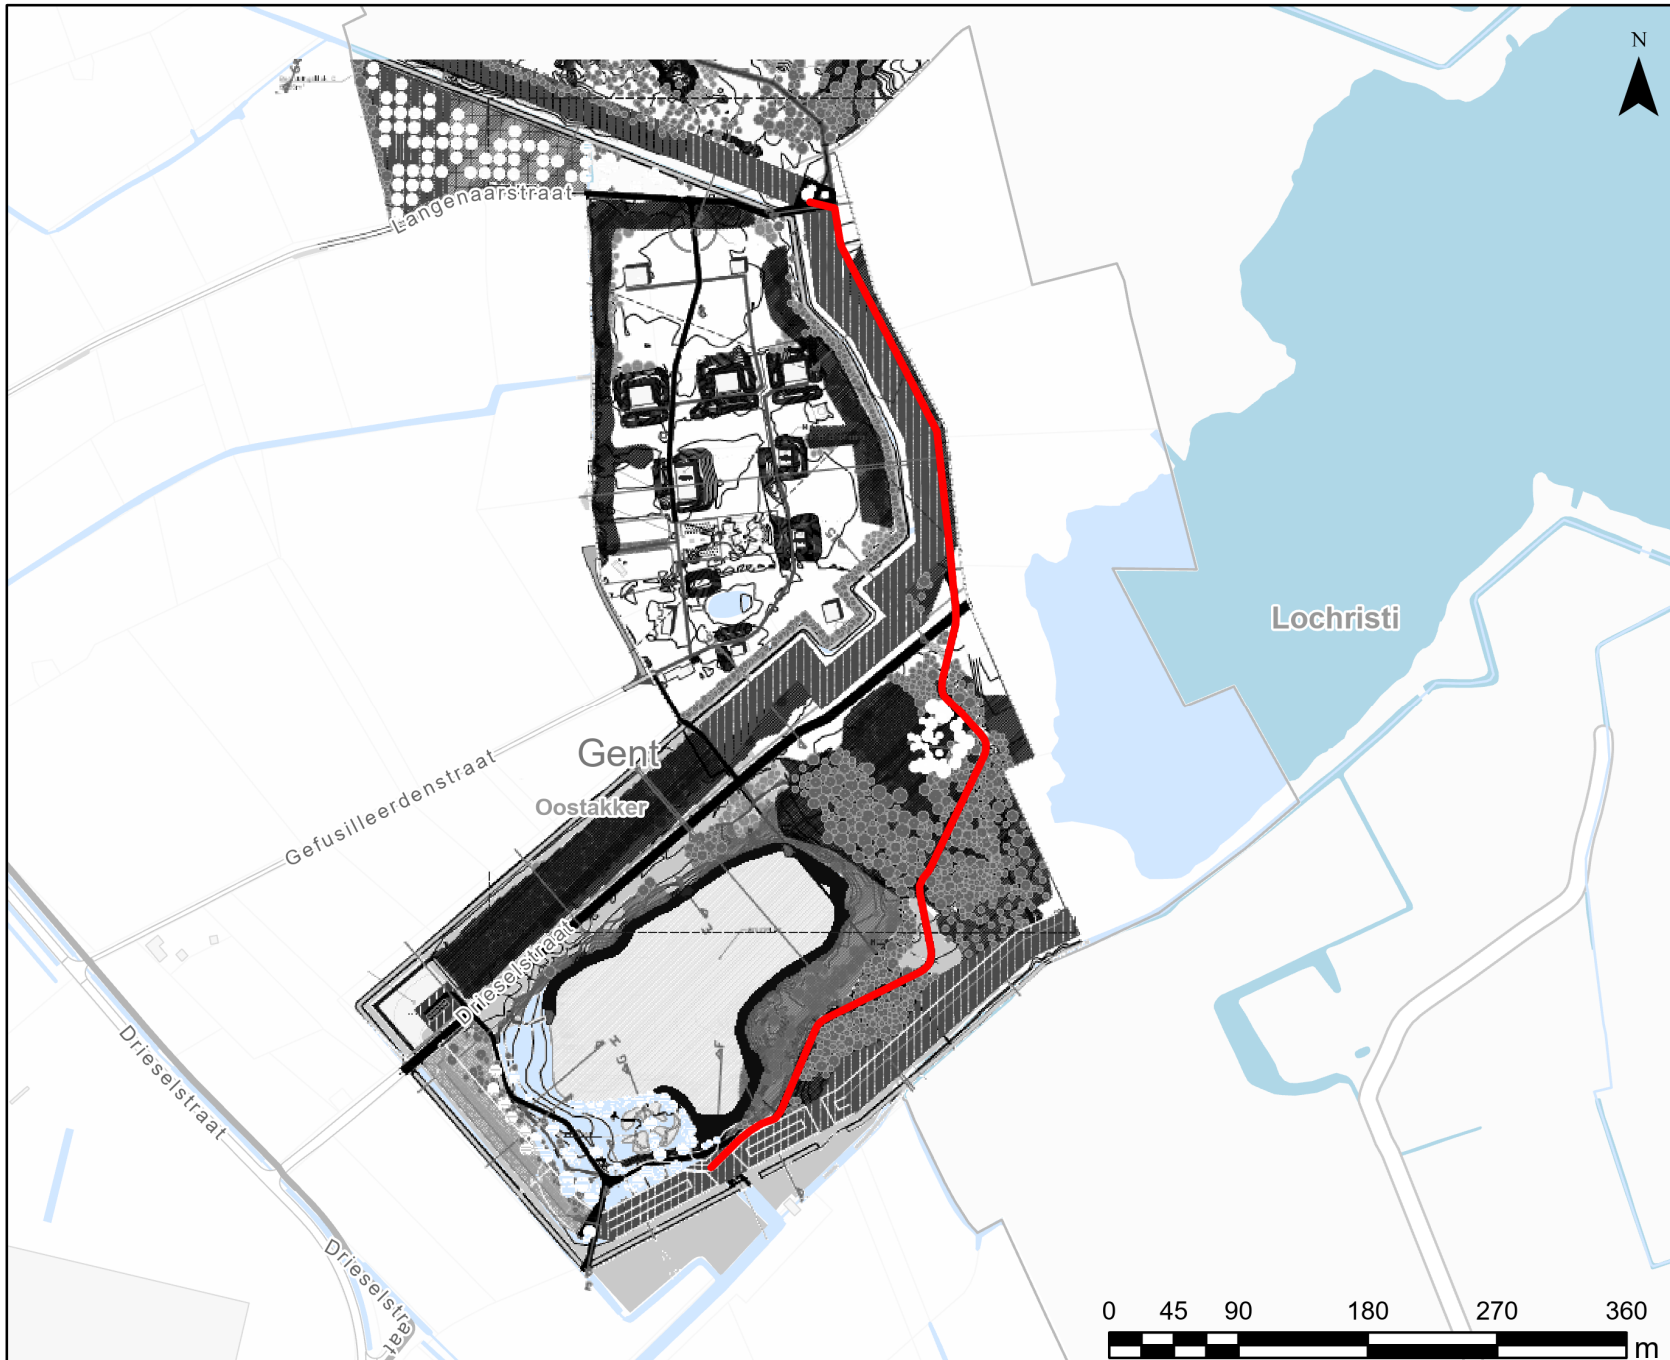 N
Langenaarstraat
Lochristi
Gent
Oostakker
Gefusilleerdenstraat
Drieselstraat
Drieselstraat
Drieselstraat
H
H
G
F
0 45 90 180 270 360
m